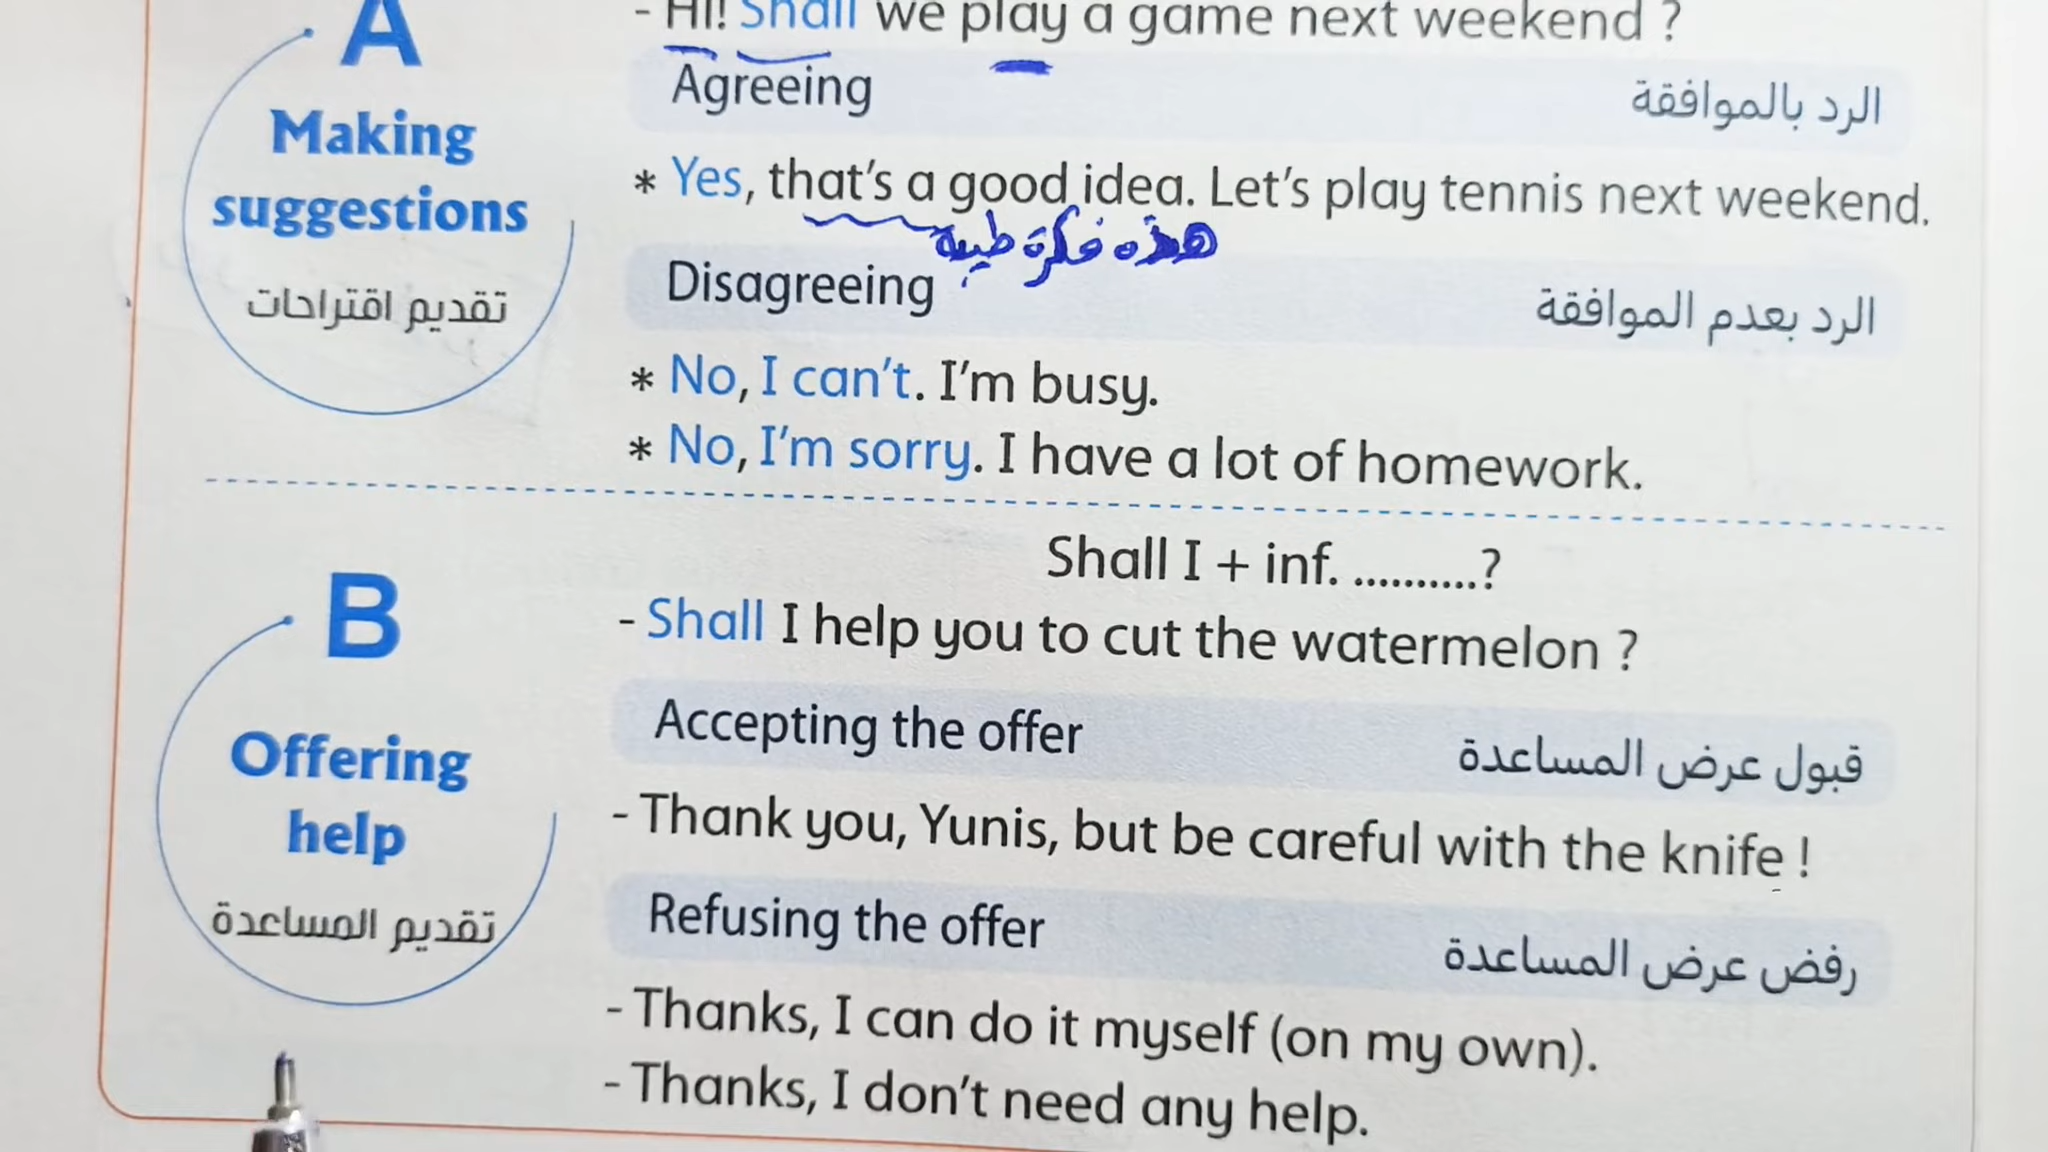 A
Making
suggestions
تقديم اقتراحات
- Hi! Shall we play a game next weekend ?
Agreeing الرد بالموافقة
* Yes, that's a good idea. Let's play tennis next weekend.
هذه فكرة طيبة
Disagreeing الرد بعدم الموافقة
* No, I can't. I'm busy.
* No, I'm sorry. I have a lot of homework.
B
Offering
help
تقديم المساعدة
Shall I + inf. ..........?
- Shall I help you to cut the watermelon ?
Accepting the offer قبول عرض المساعدة
- Thank you, Yunis, but be careful with the knife !
Refusing the offer رفض عرض المساعدة
- Thanks, I can do it myself (on my own).
- Thanks, I don't need any help.